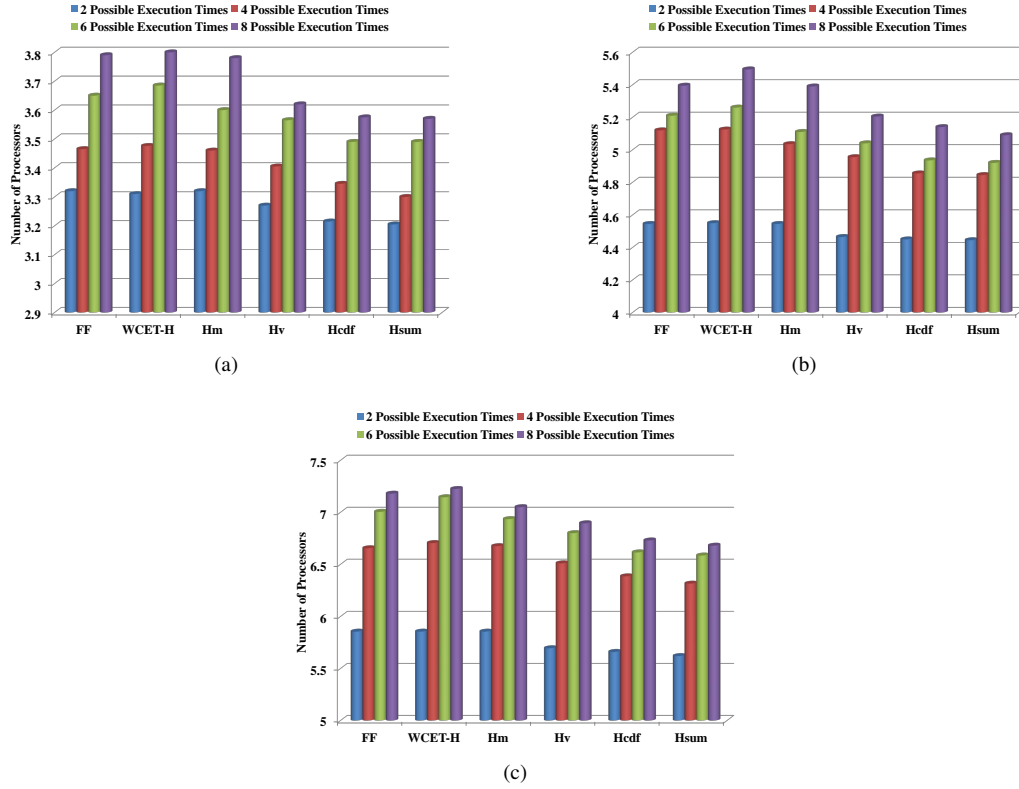 2 Possible Execution Times 4 Possible Execution Times
6 Possible Execution Times 8 Possible Execution Times
Number of Processors
3.8
3.7
3.6
3.5
3.4
3.3
3.2
3.1
3
2.9
FF WCET-H Hm Hv Hcdf Hsum
(a)
2 Possible Execution Times 4 Possible Execution Times
6 Possible Execution Times 8 Possible Execution Times
Number of Processors
5.6
5.4
5.2
5
4.8
4.6
4.4
4.2
4
FF WCET-H Hm Hv Hcdf Hsum
(b)
2 Possible Execution Times 4 Possible Execution Times
6 Possible Execution Times 8 Possible Execution Times
Number of Processors
7.5
7
6.5
6
5.5
5
FF WCET-H Hm Hv Hcdf Hsum
(c)